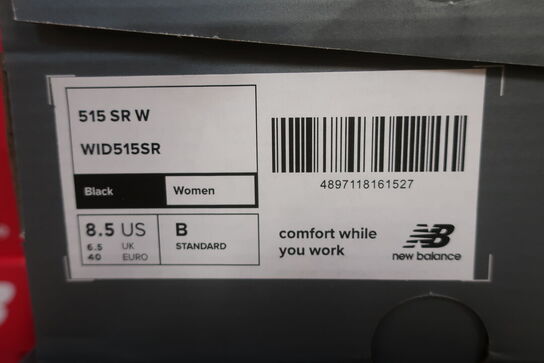 515 SR W
WID515SR
Black Women
8.5 US
6.5 UK
40 EURO
B
STANDARD
4897118161527
comfort while
you work
NB
new balance